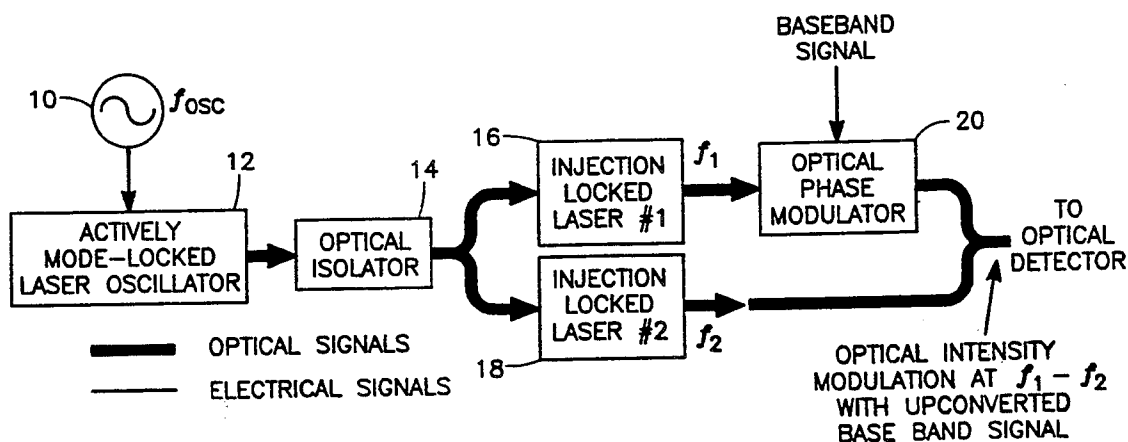 BASEBAND
SIGNAL
10
fOSC
12
ACTIVELY
MODE-LOCKED
LASER OSCILLATOR
14
OPTICAL
ISOLATOR
16
INJECTION
LOCKED
LASER #1
f1
20
OPTICAL
PHASE
MODULATOR
TO
OPTICAL
DETECTOR
INJECTION
LOCKED
LASER #2
f2
18
OPTICAL SIGNALS
ELECTRICAL SIGNALS
OPTICAL INTENSITY
MODULATION AT f1 - f2
WITH UPCONVERTED
BASE BAND SIGNAL